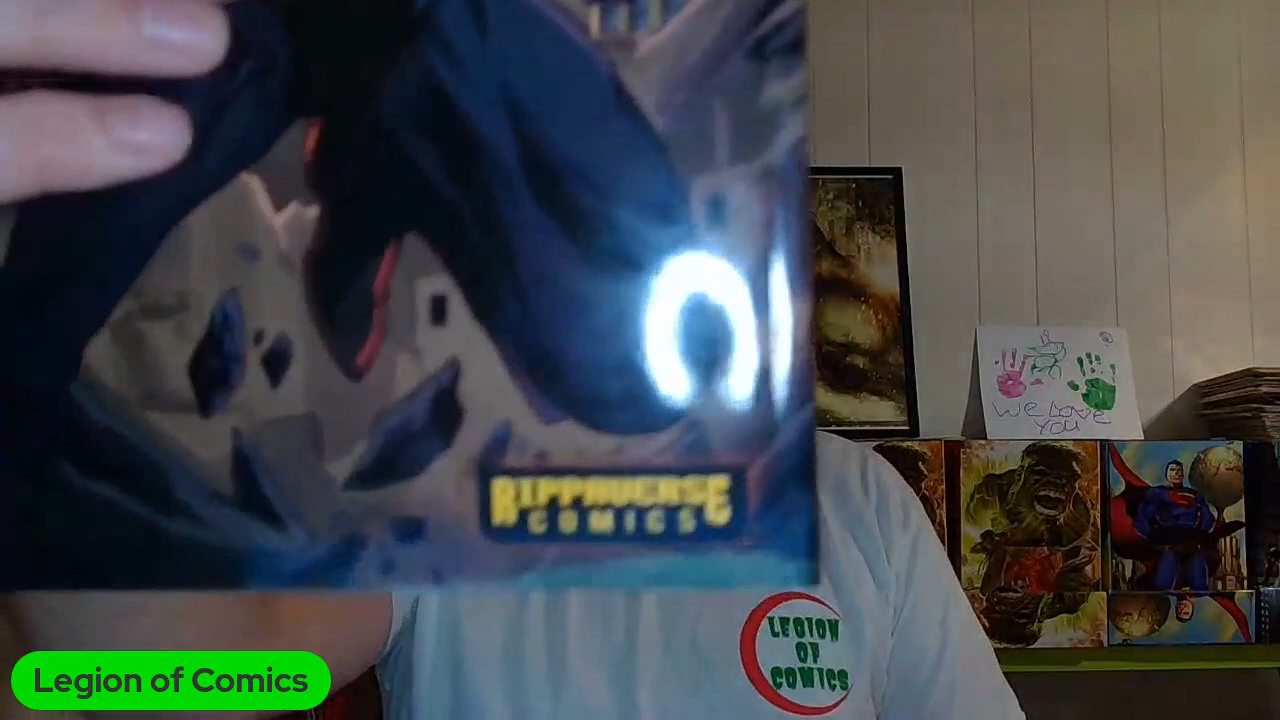 WE LOVE
YOU
RIPPAVERSE
COMICS
LEGION
OF
COMICS
Legion of Comics